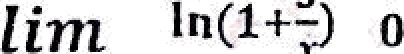 lim ln(1+ ) 0